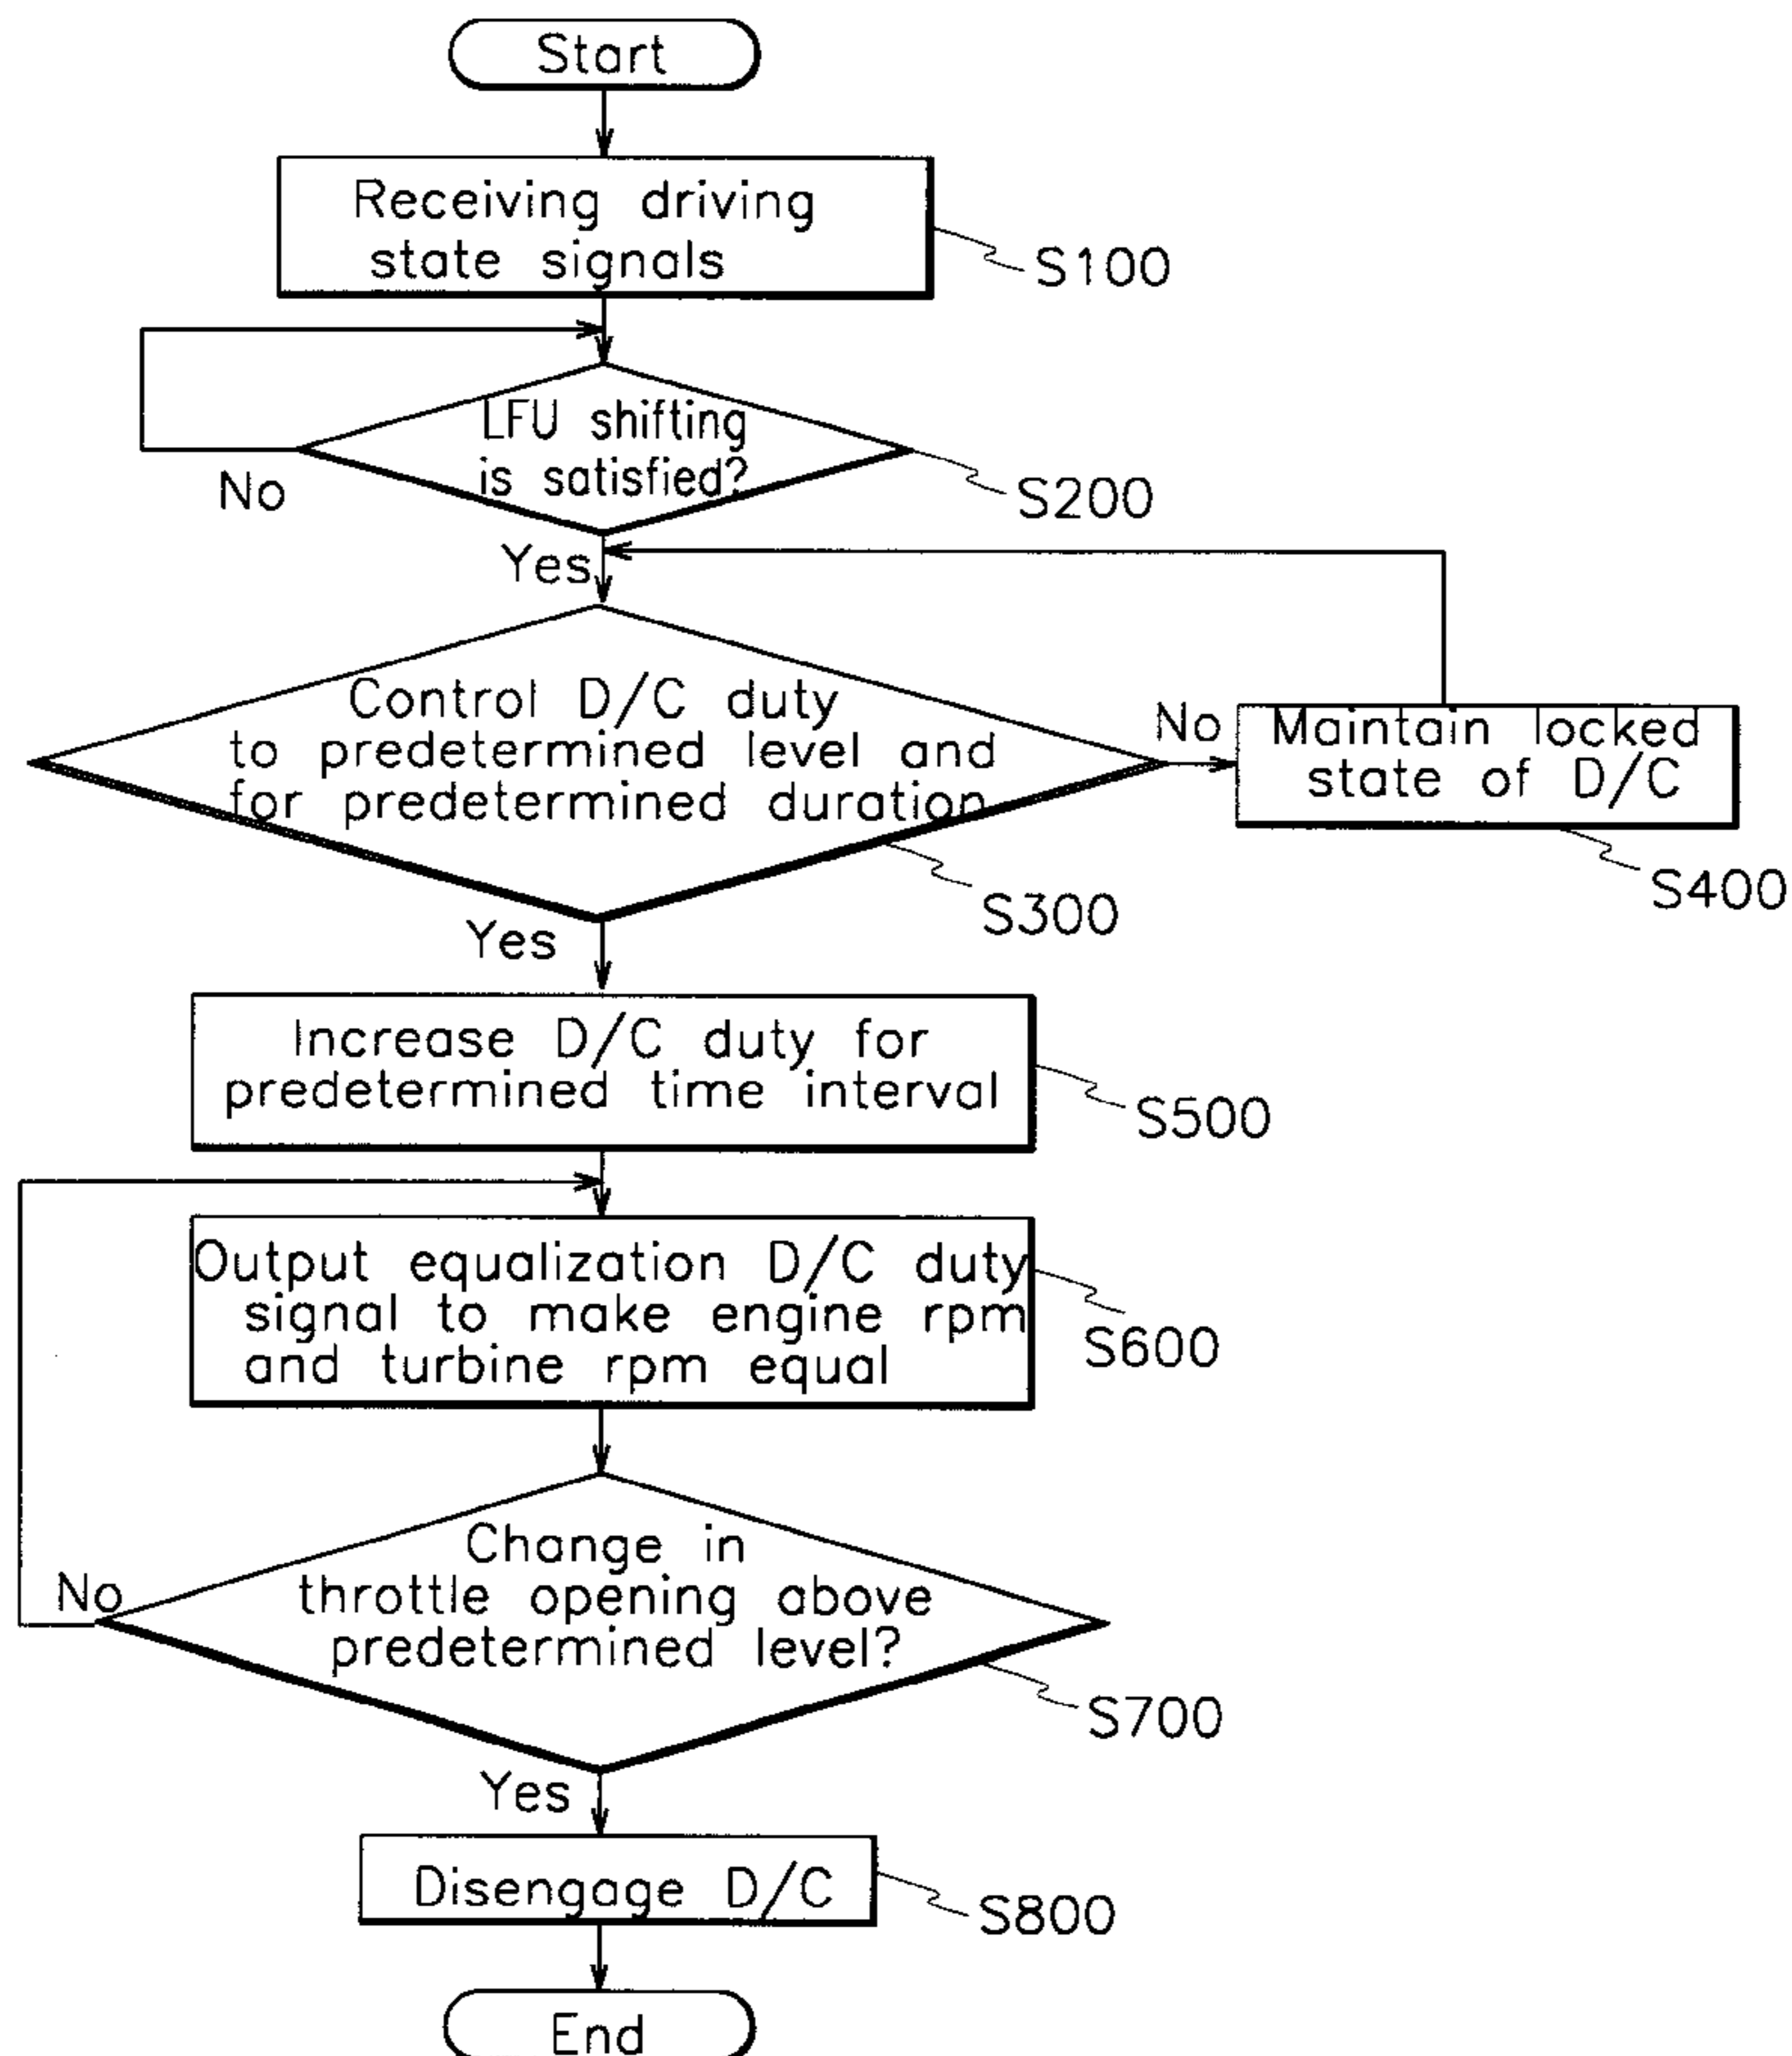 Start
Receiving driving
state signals
S100
LFU shifting
is satisfied?
S200
No
Yes
Control D/C duty
to predetermined level and
for predetermined duration
S300
No
Maintain locked
state of D/C
S400
Yes
Increase D/C duty for
predetermined time interval
S500
Output equalization D/C duty
signal to make engine rpm
and turbine rpm equal
S600
Change in
throttle opening above
predetermined level?
No
S700
Yes
Disengage D/C
S800
End